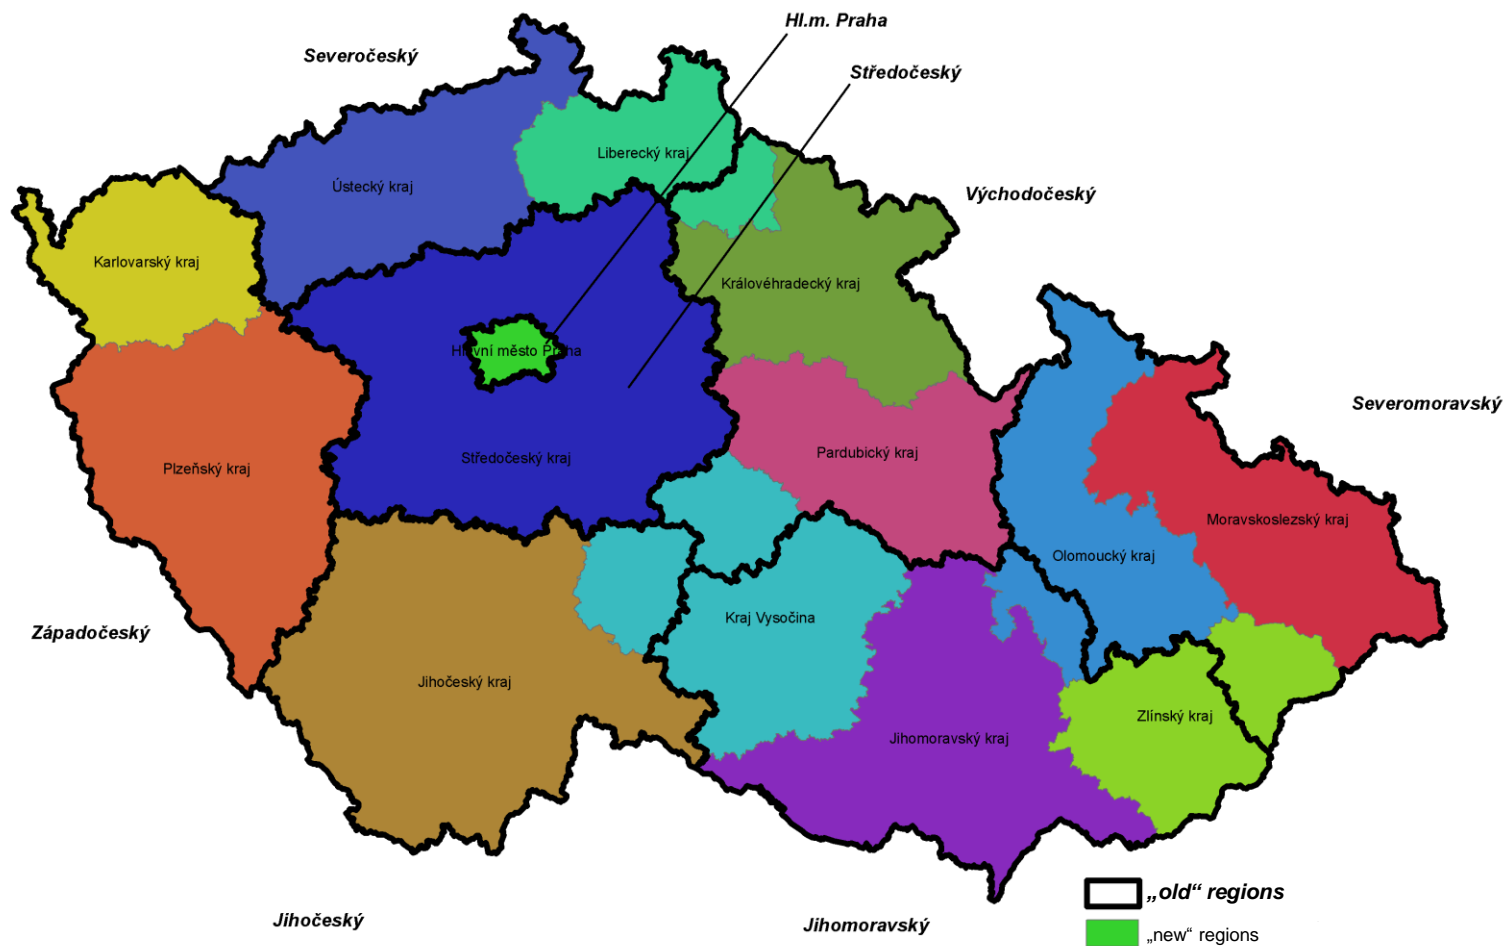 Hl.m. Praha
Severočeský
Středočeský
Liberecký kraj
Ústecký kraj
Východočeský
Karlovarský kraj
Královéhradecký kraj
Hlavní město Praha
Severomoravský
Pardubický kraj
Středočeský kraj
Plzeňský kraj
Moravskoslezský kraj
Olomoucký kraj
Kraj Vysočina
Západočeský
Jihočeský kraj
Zlínský kraj
Jihomoravský kraj
„old“ regions
Jihočeský
Jihomoravský
„new“ regions